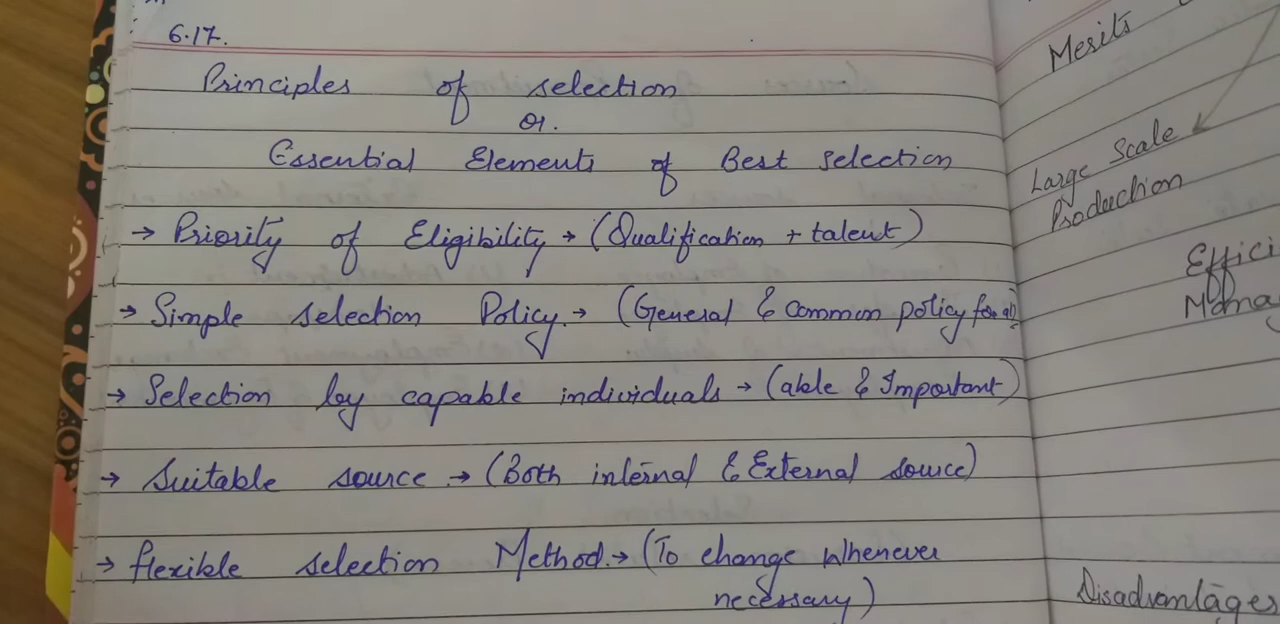 6.17.
Principles of selection
or.
Essential Elements of Best selection
→ Priority of Eligibility → (Qualification + talent)
→ Simple selection Policy. → (General & Common policy for all)
→ Selection by capable individuals → (able & Important)
→ Suitable source → (Both internal & External source)
→ flexible selection Method. → (To change whenever
necessary)
Merits
Large Scale
Production
Effici
Mana
Disadvantages